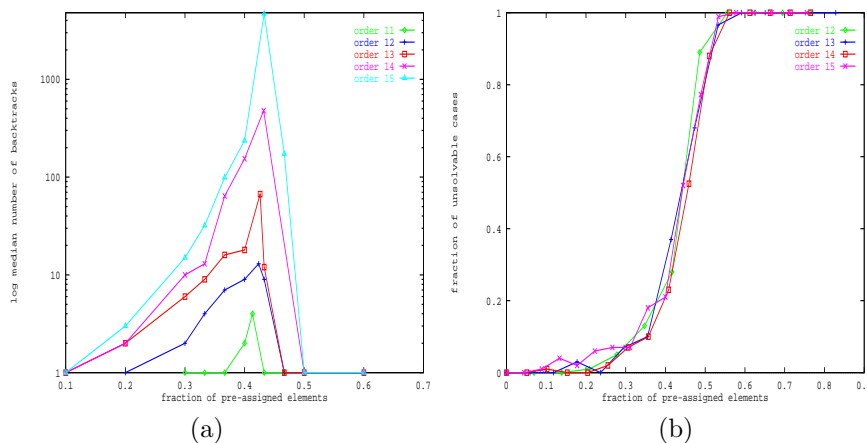 order 11
order 12
order 13
order 14
order 15
1000
100
10
1
log median number of backtracks
0.1 0.2 0.3 0.4 0.5 0.6 0.7
fraction of pre-assigned elements
(a)
order 12
order 13
order 14
order 15
1
0.8
0.6
0.4
0.2
0
fraction of unsolvable cases
0 0.1 0.2 0.3 0.4 0.5 0.6 0.7 0.8
fraction of pre-assigned elements
(b)